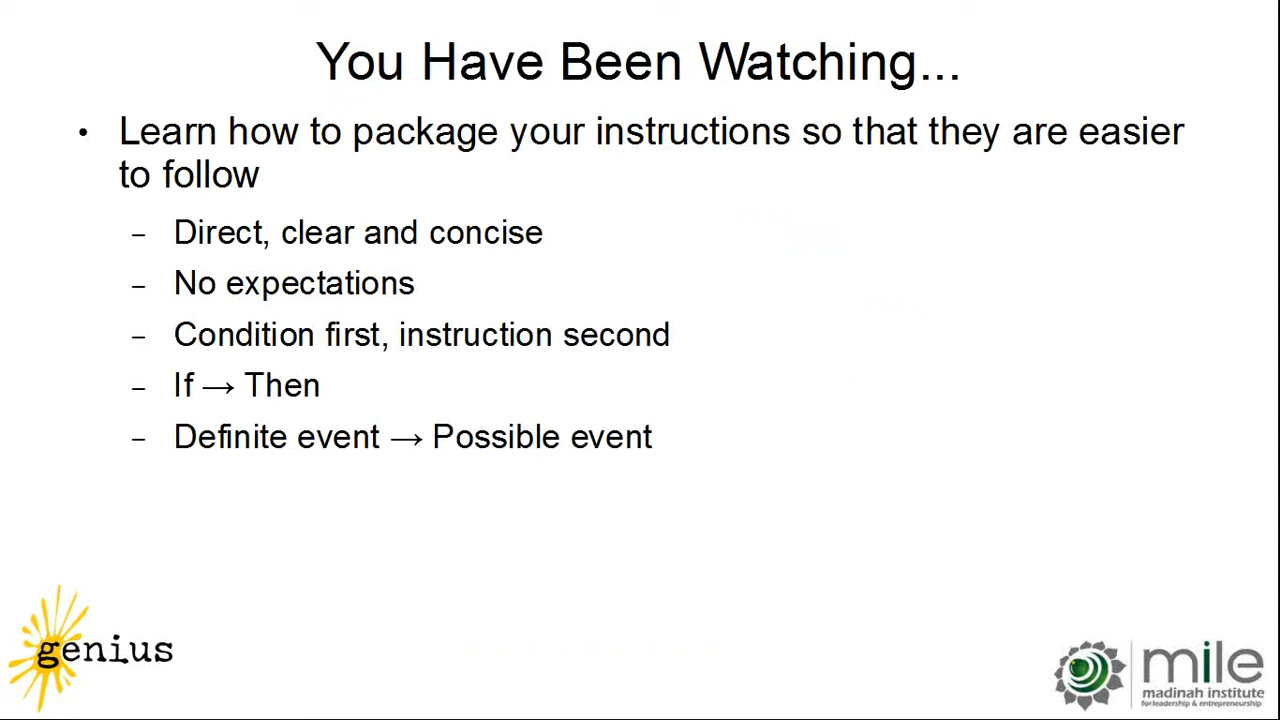 You Have Been Watching...
• Learn how to package your instructions so that they are easier
to follow
– Direct, clear and concise
– No expectations
– Condition first, instruction second
– If → Then
– Definite event → Possible event
genius
mile
madinah institute
for leadership & entrepreneurship